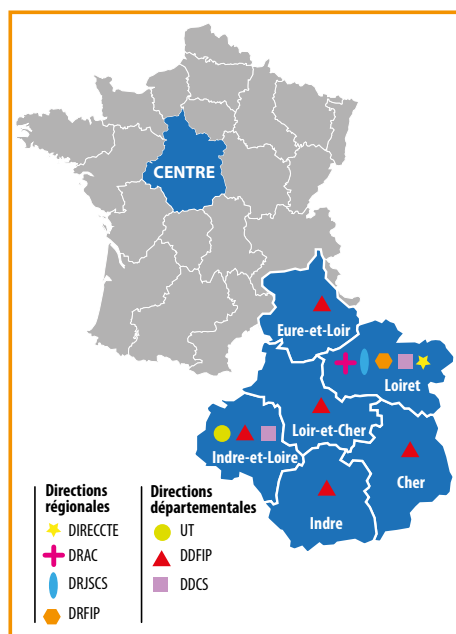 CENTRE
Eure-et-Loir
Loiret
Loir-et-Cher
Indre-et-Loire
Cher
Indre
Directions
régionales
DIRECCTE
DRAC
DRJSCS
DRFIP
Directions
départementales
UT
DDFIP
DDCS